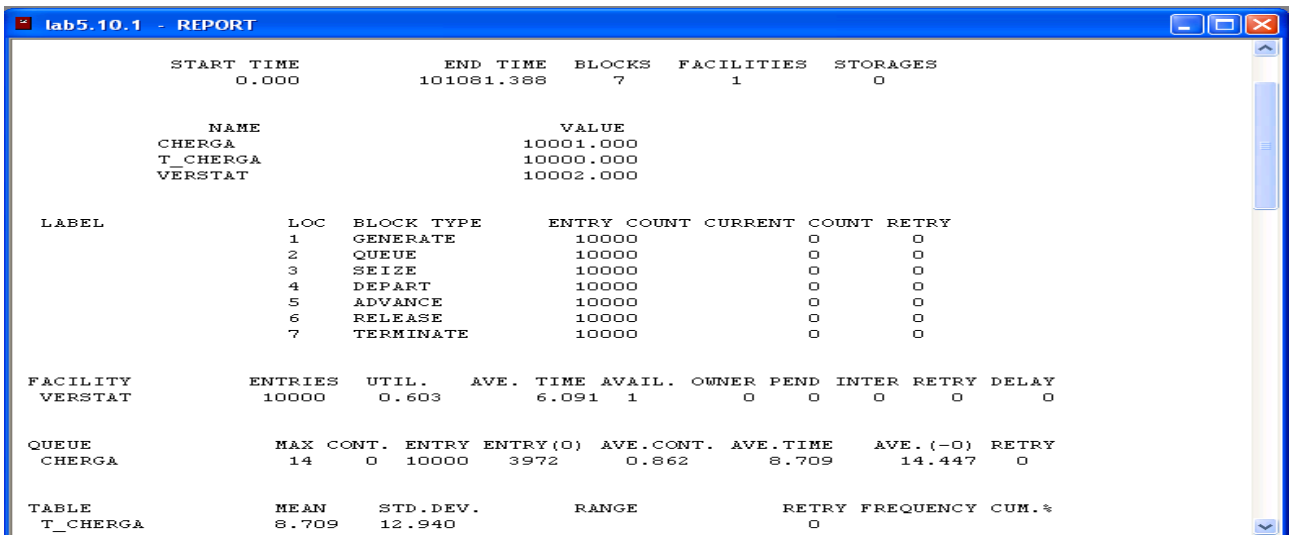 lab5.10.1 - REPORT
START TIME END TIME BLOCKS FACILITIES STORAGES
0.000 101081.388 7 1 0
NAME VALUE
CHERGA 10001.000
T_CHERGA 10000.000
VERSTAT 10002.000
LABEL LOC BLOCK TYPE ENTRY COUNT CURRENT COUNT RETRY
1 GENERATE 10000 0 0
2 QUEUE 10000 0 0
3 SEIZE 10000 0 0
4 DEPART 10000 0 0
5 ADVANCE 10000 0 0
6 RELEASE 10000 0 0
7 TERMINATE 10000 0 0
FACILITY ENTRIES UTIL. AVE. TIME AVAIL. OWNER PEND INTER RETRY DELAY
VERSTAT 10000 0.603 6.091 1 0 0 0 0 0
QUEUE MAX CONT. ENTRY ENTRY(0) AVE.CONT. AVE.TIME AVE.(-0) RETRY
CHERGA 14 0 10000 3972 0.862 8.709 14.447 0
TABLE MEAN STD.DEV. RANGE RETRY FREQUENCY CUM.%
T_CHERGA 8.709 12.940 0